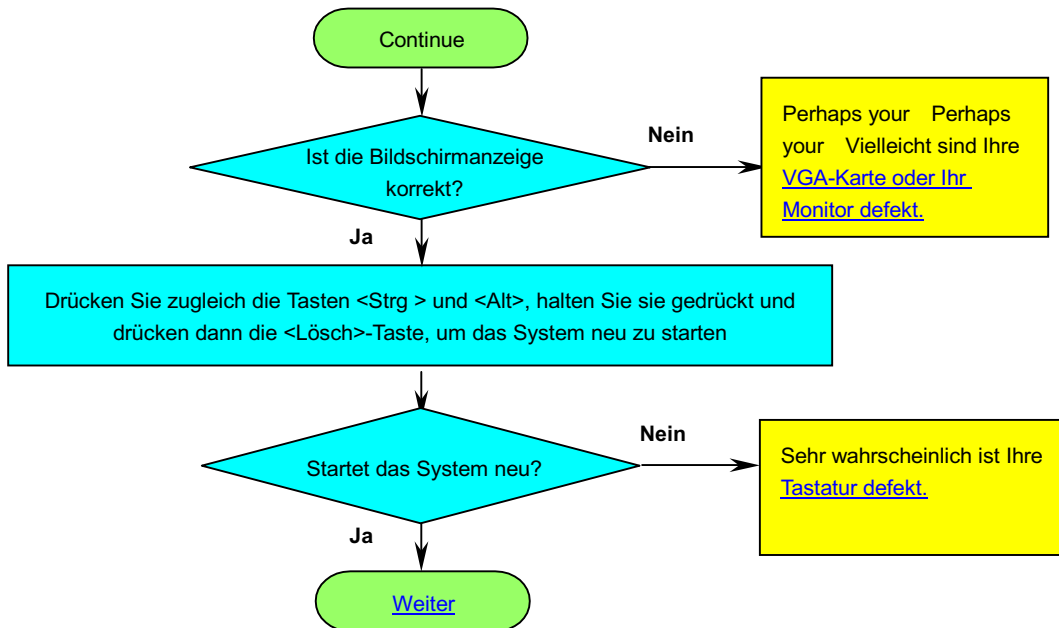 Continue
Ist die Bildschirmanzeige
korrekt?
Nein
Perhaps your Perhaps
your Vielleicht sind Ihre
VGA-Karte oder Ihr
Monitor defekt.
Ja
Drücken Sie zugleich die Tasten <Strg > und <Alt>, halten Sie sie gedrückt und
drücken dann die <Lösch>-Taste, um das System neu zu starten
Startet das System neu?
Nein
Sehr wahrscheinlich ist Ihre
Tastatur defekt.
Ja
Weiter